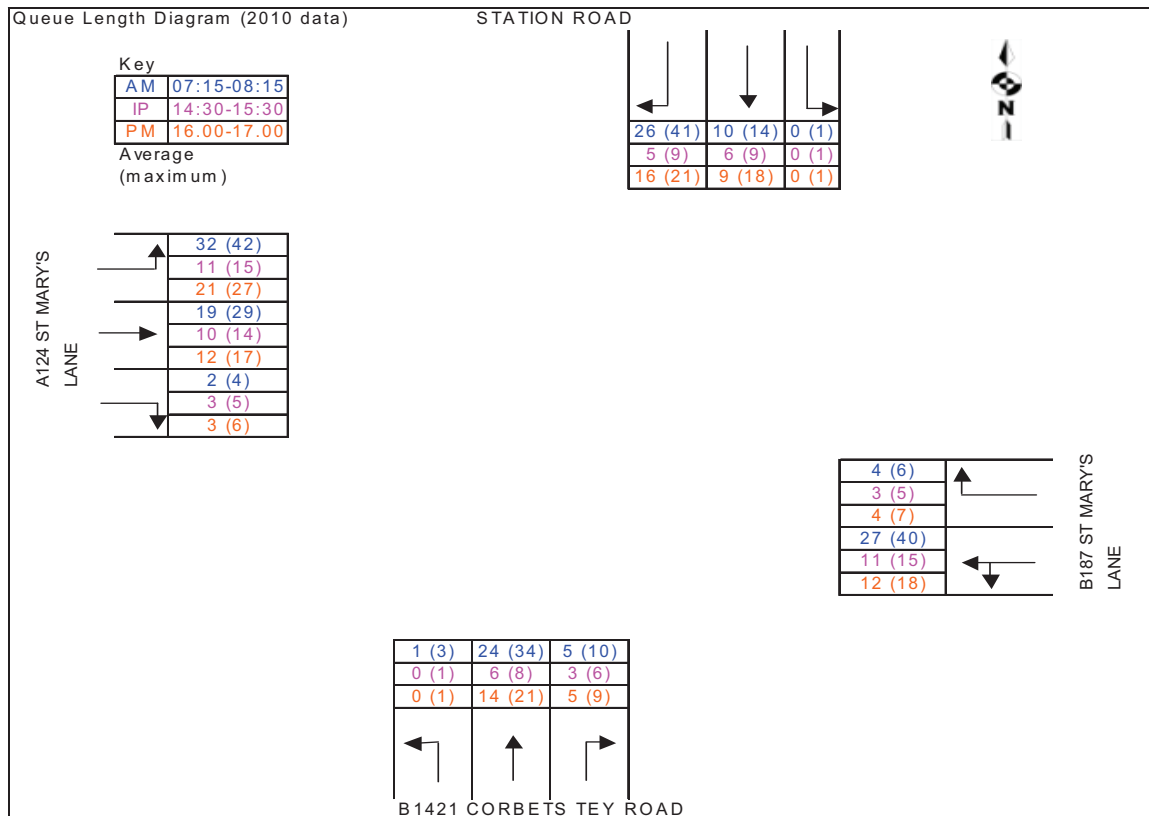 Queue Length Diagram (2010 data)
STATION ROAD
Key
AM 07:15-08:15
IP 14:30-15:30
PM 16.00-17.00
Average
(maximum)
N
26 (41) 10 (14) 0 (1)
5 (9) 6 (9) 0 (1)
16 (21) 9 (18) 0 (1)
A124 ST MARY'S
LANE
32 (42)
11 (15)
21 (27)
19 (29)
10 (14)
12 (17)
2 (4)
3 (5)
3 (6)
4 (6)
3 (5)
4 (7)
27 (40)
11 (15)
12 (18)
B187 ST MARY'S
LANE
1 (3) 24 (34) 5 (10)
0 (1) 6 (8) 3 (6)
0 (1) 14 (21) 5 (9)
B1421 CORBETS TEY ROAD